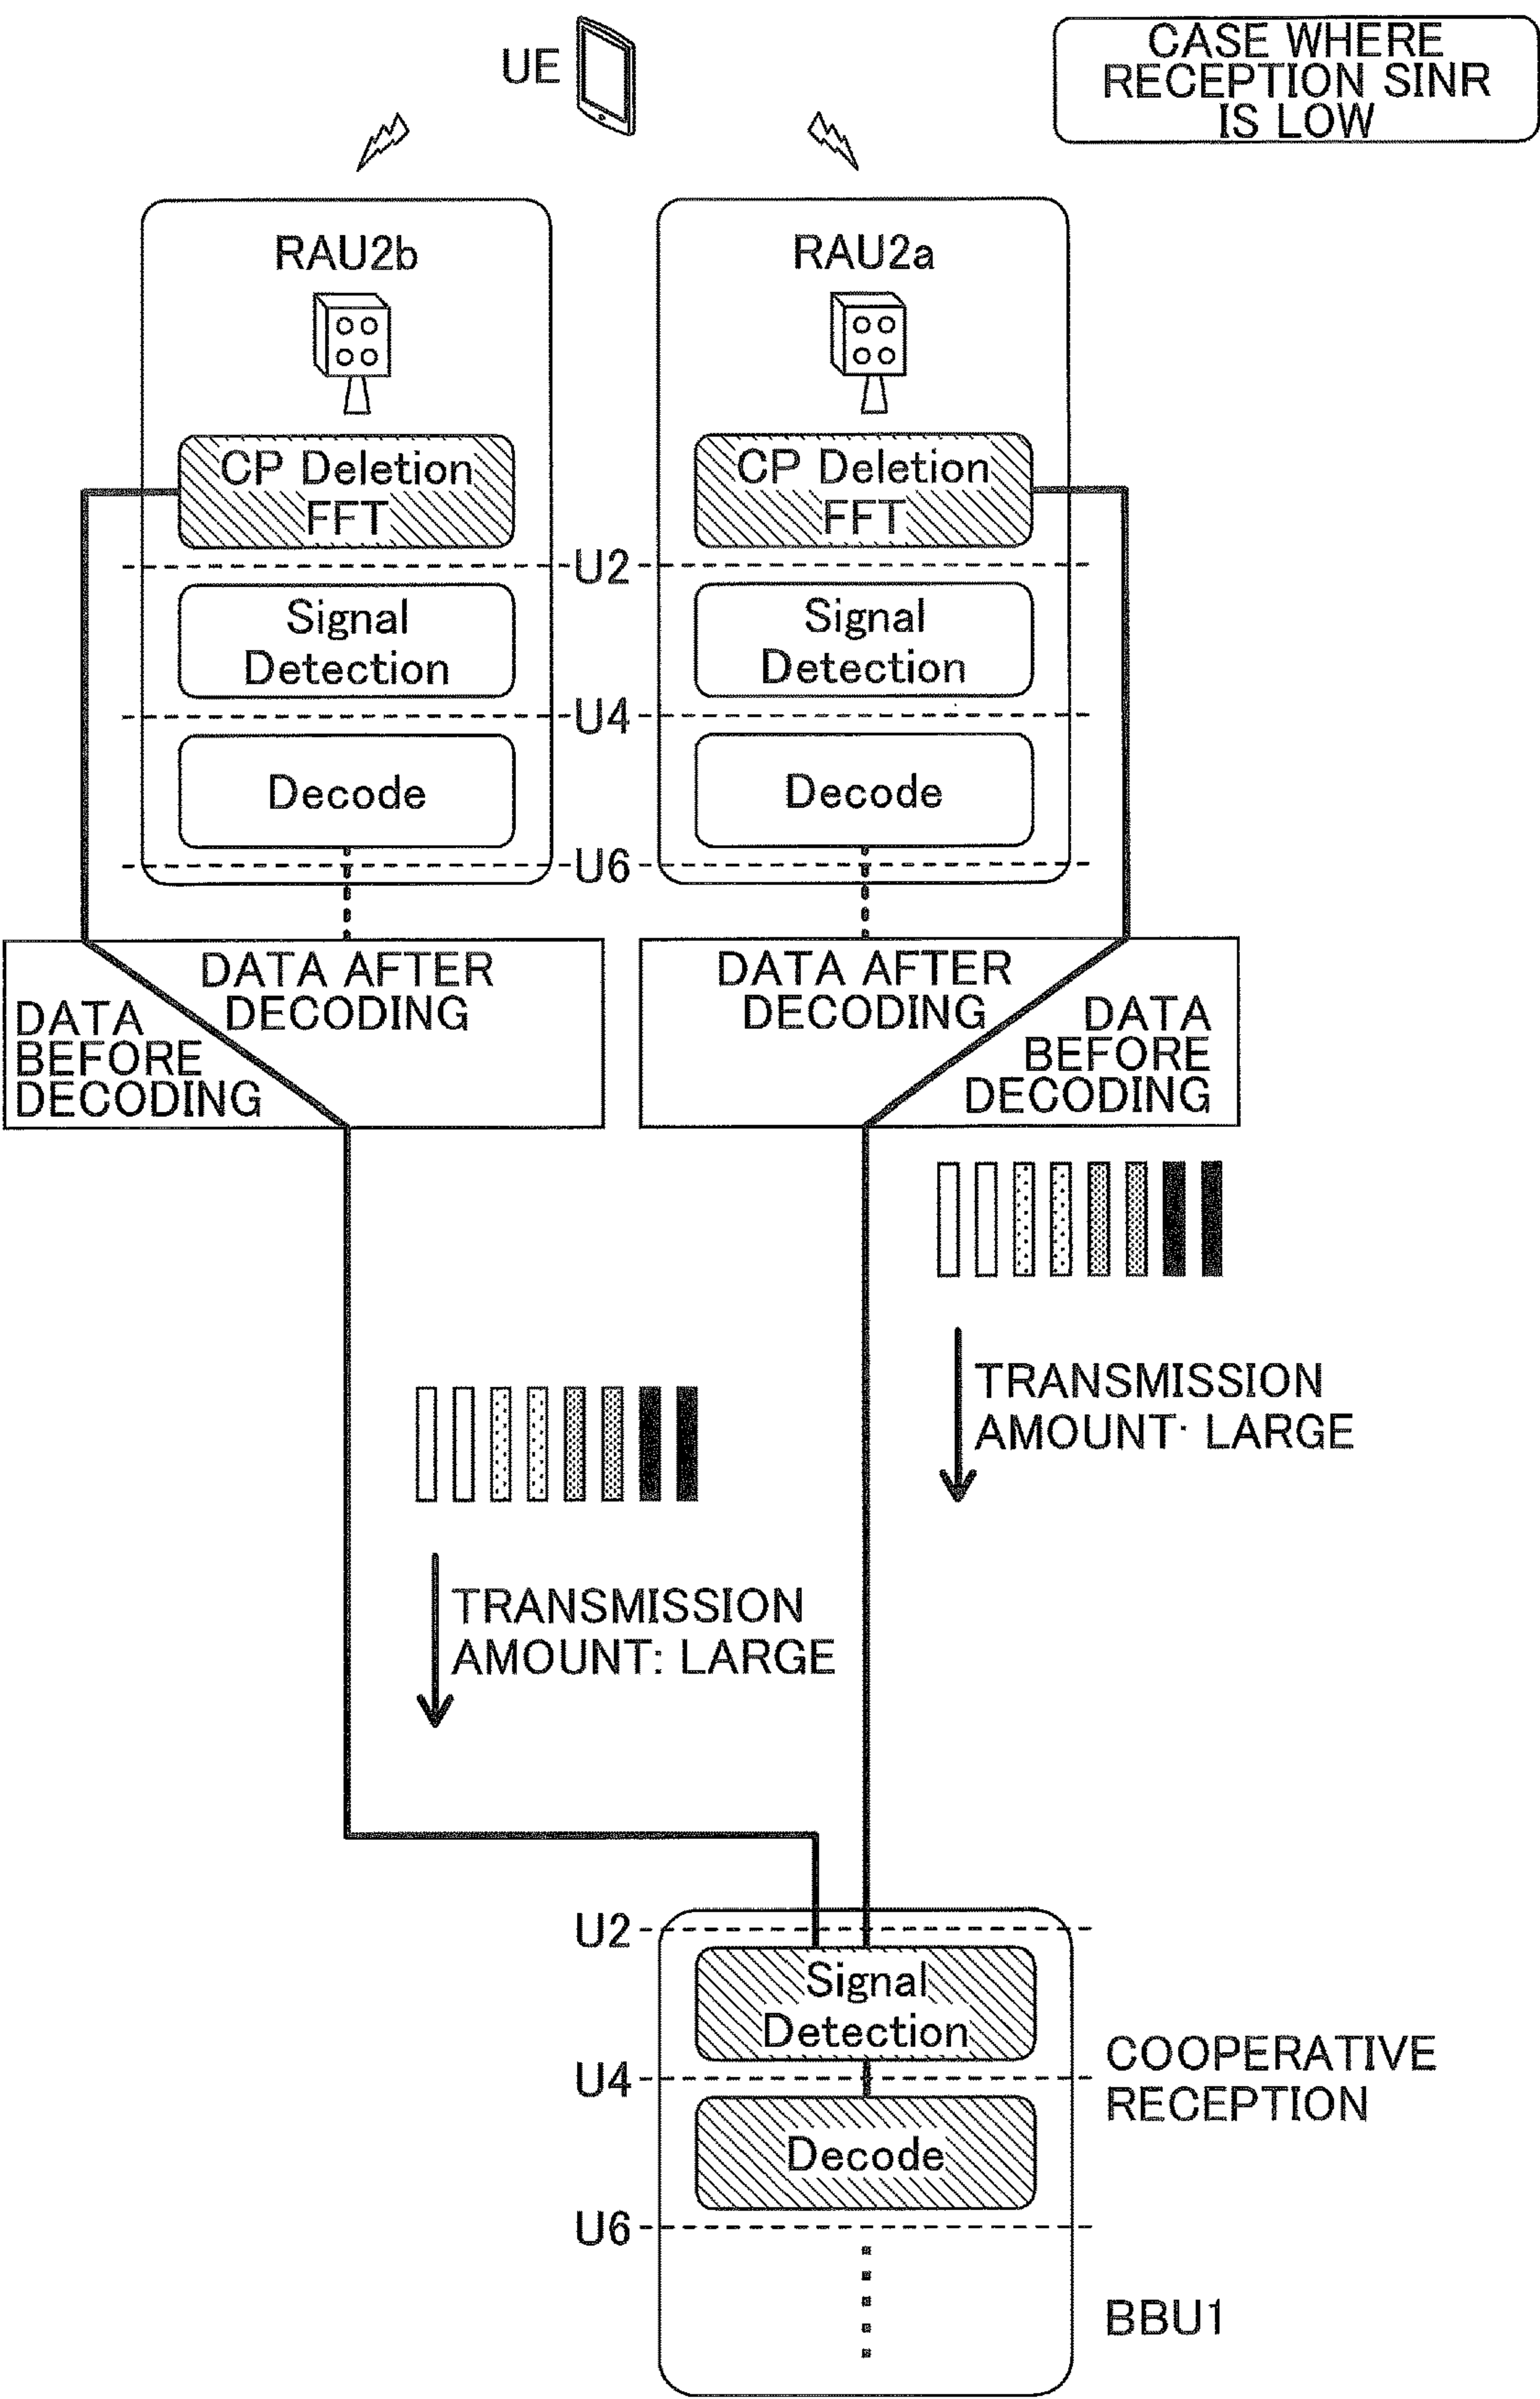 UE
CASE WHERE
RECEPTION SINR
IS LOW
RAU2b
RAU2a
CP Deletion
FFT
CP Deletion
FFT
U2
Signal
Detection
Signal
Detection
U4
Decode
Decode
U6
DATA AFTER
DECODING
DATA
BEFORE
DECODING
DATA AFTER
DECODING
DATA
BEFORE
DECODING
TRANSMISSION
AMOUNT· LARGE
TRANSMISSION
AMOUNT: LARGE
U2
Signal
Detection
U4
COOPERATIVE
RECEPTION
Decode
U6
BBU1